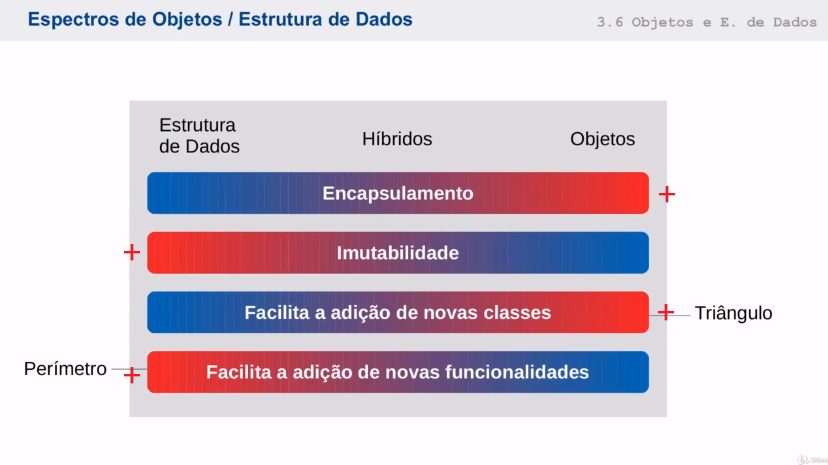 Espectros de Objetos / Estrutura de Dados
3.6 Objetos e E. de Dados
Estrutura
de Dados
Híbridos
Objetos
Encapsulamento
+
+
Imutabilidade
Facilita a adição de novas classes
+
Triângulo
Perímetro
+
Facilita a adição de novas funcionalidades